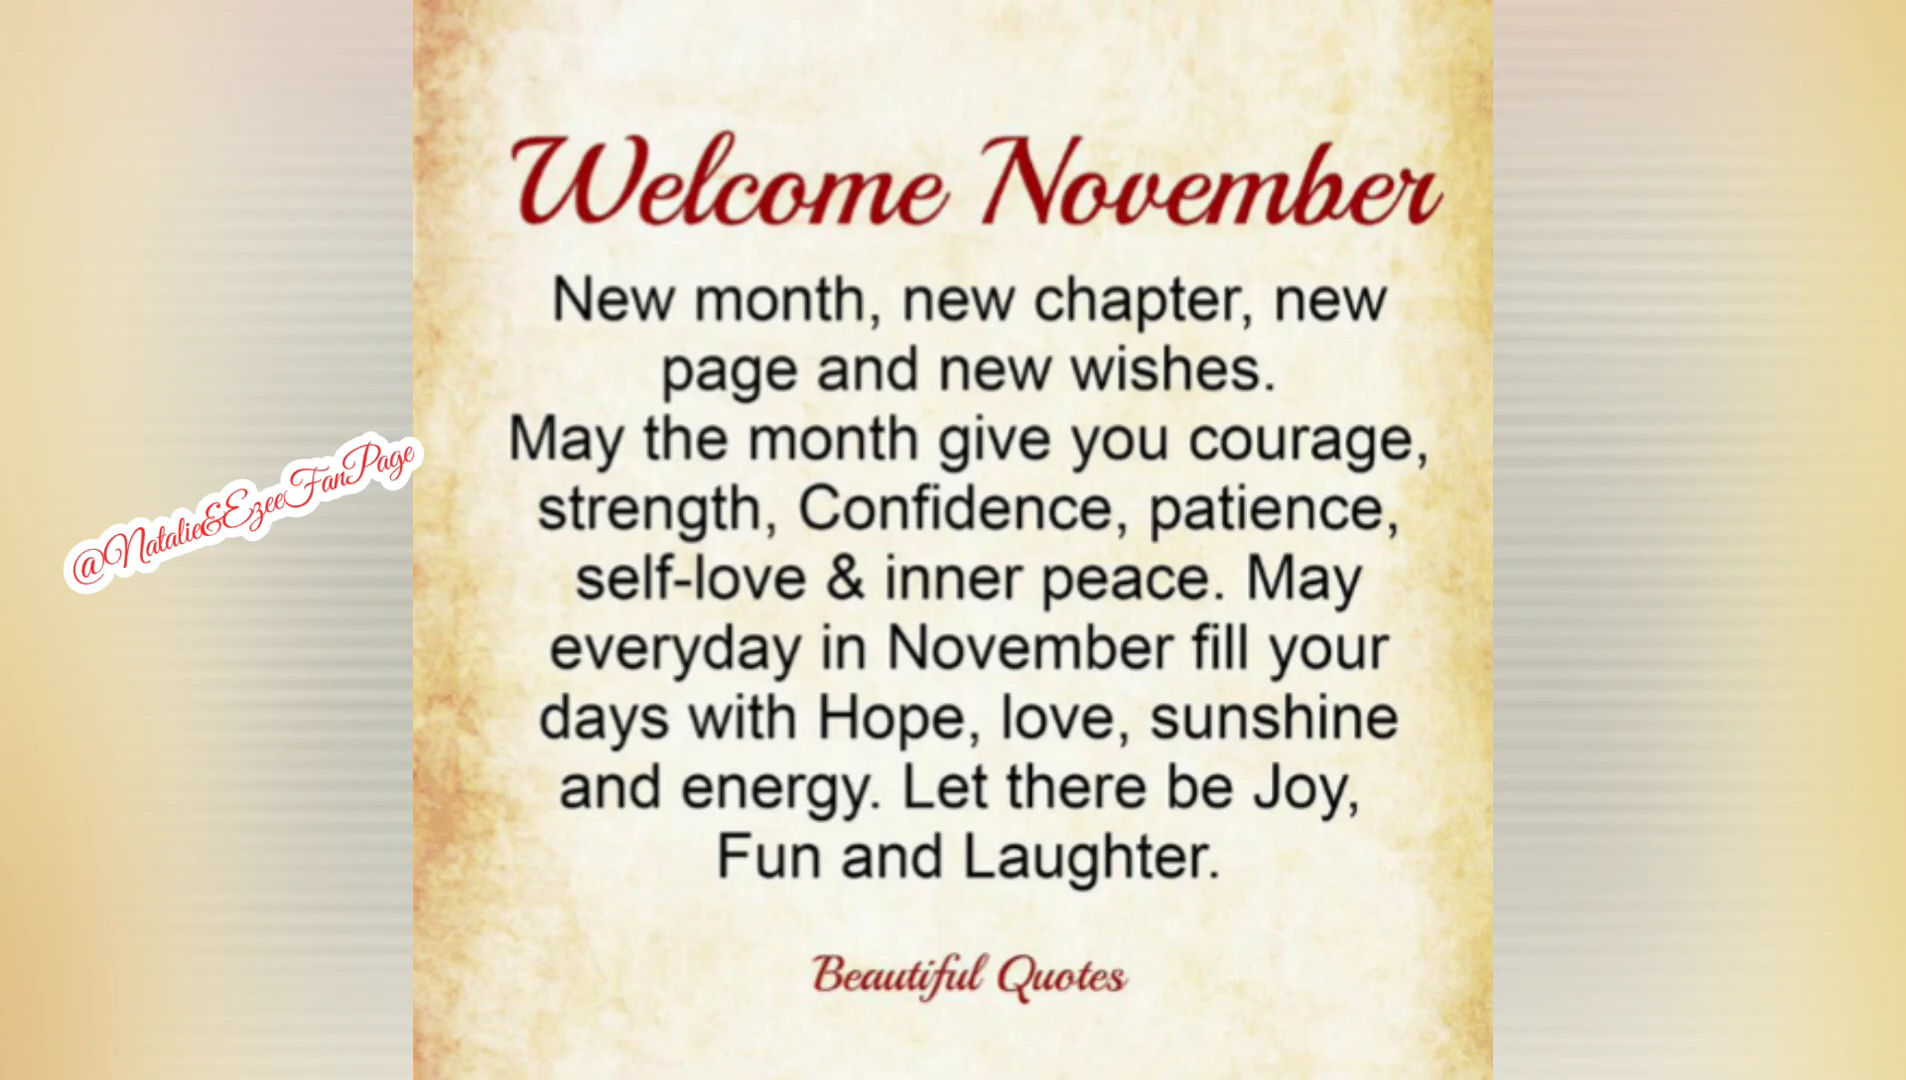 Welcome November
New month, new chapter, new
page and new wishes.
May the month give you courage,
strength, Confidence, patience,
self-love & inner peace. May
everyday in November fill your
days with Hope, love, sunshine
and energy. Let there be Joy,
Fun and Laughter.
Beautiful Quotes
@Natalie&EzeeFanPage